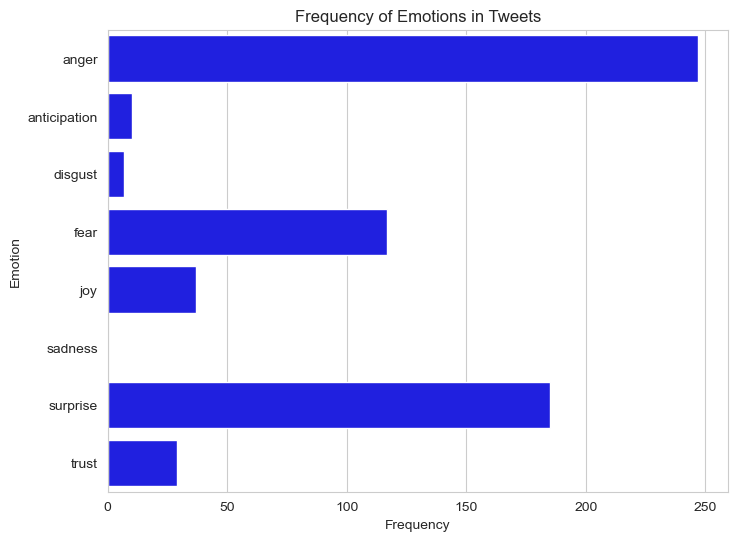 Frequency of Emotions in Tweets
Emotion
anger
anticipation
disgust
fear
joy
sadness
surprise
trust
0 50 100 150 200 250
Frequency